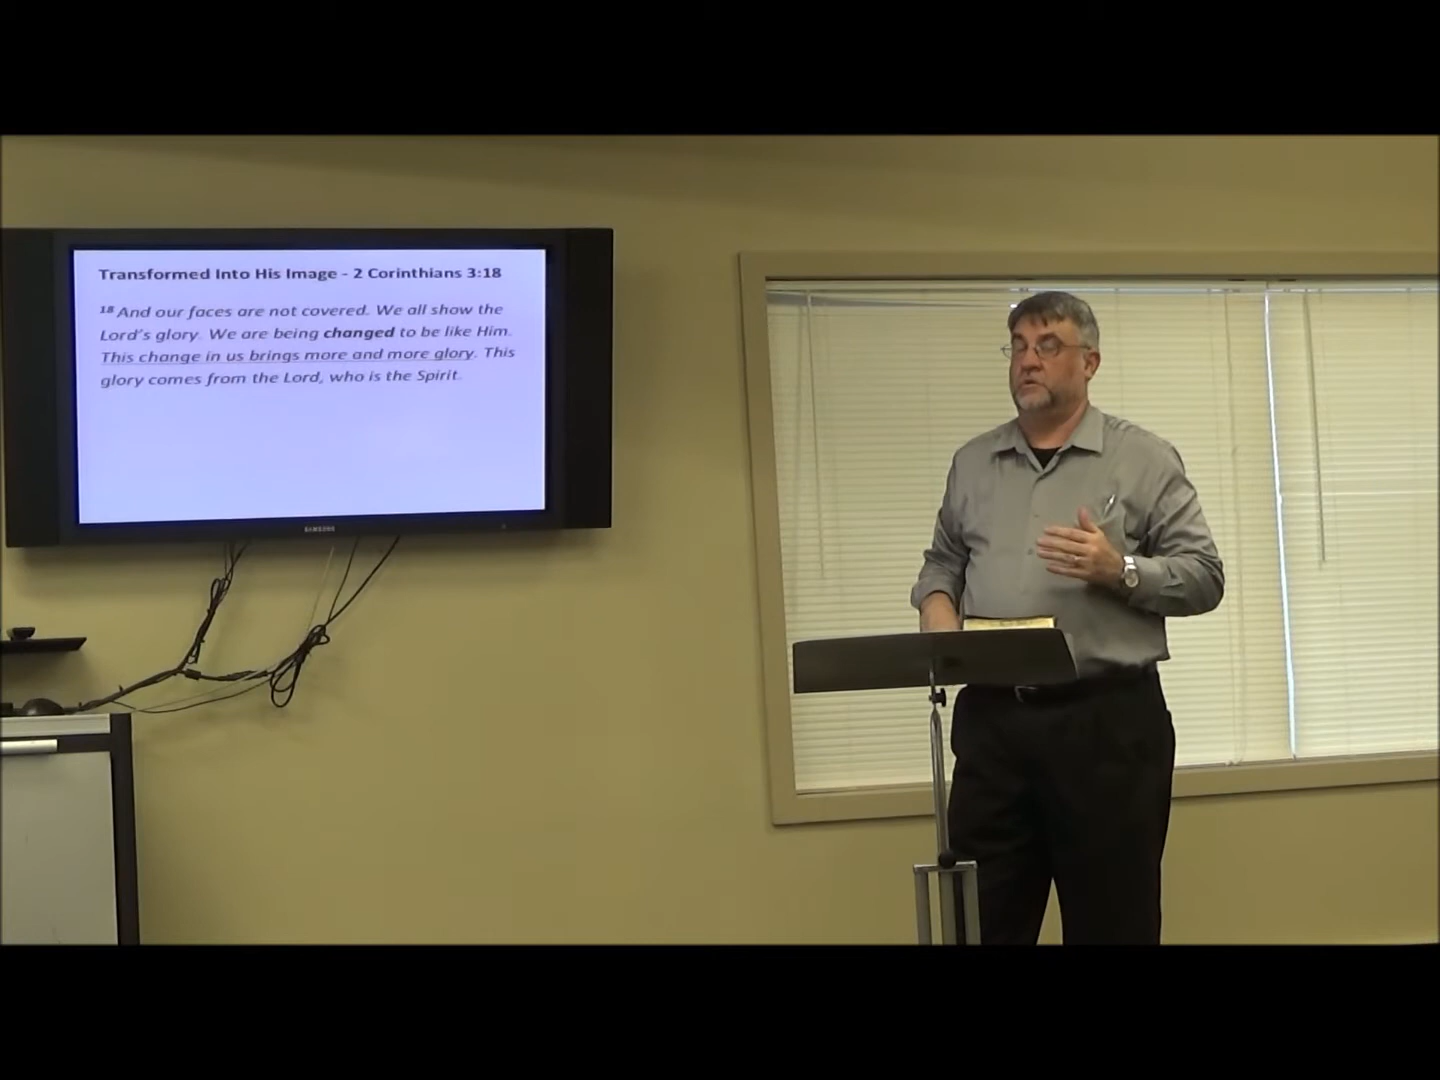 Transformed Into His Image - 2 Corinthians 3:18
18 And our faces are not covered. We all show the
Lord's glory. We are being changed to be like Him.
This change in us brings more and more glory. This
glory comes from the Lord, who is the Spirit.
SAMSUNG